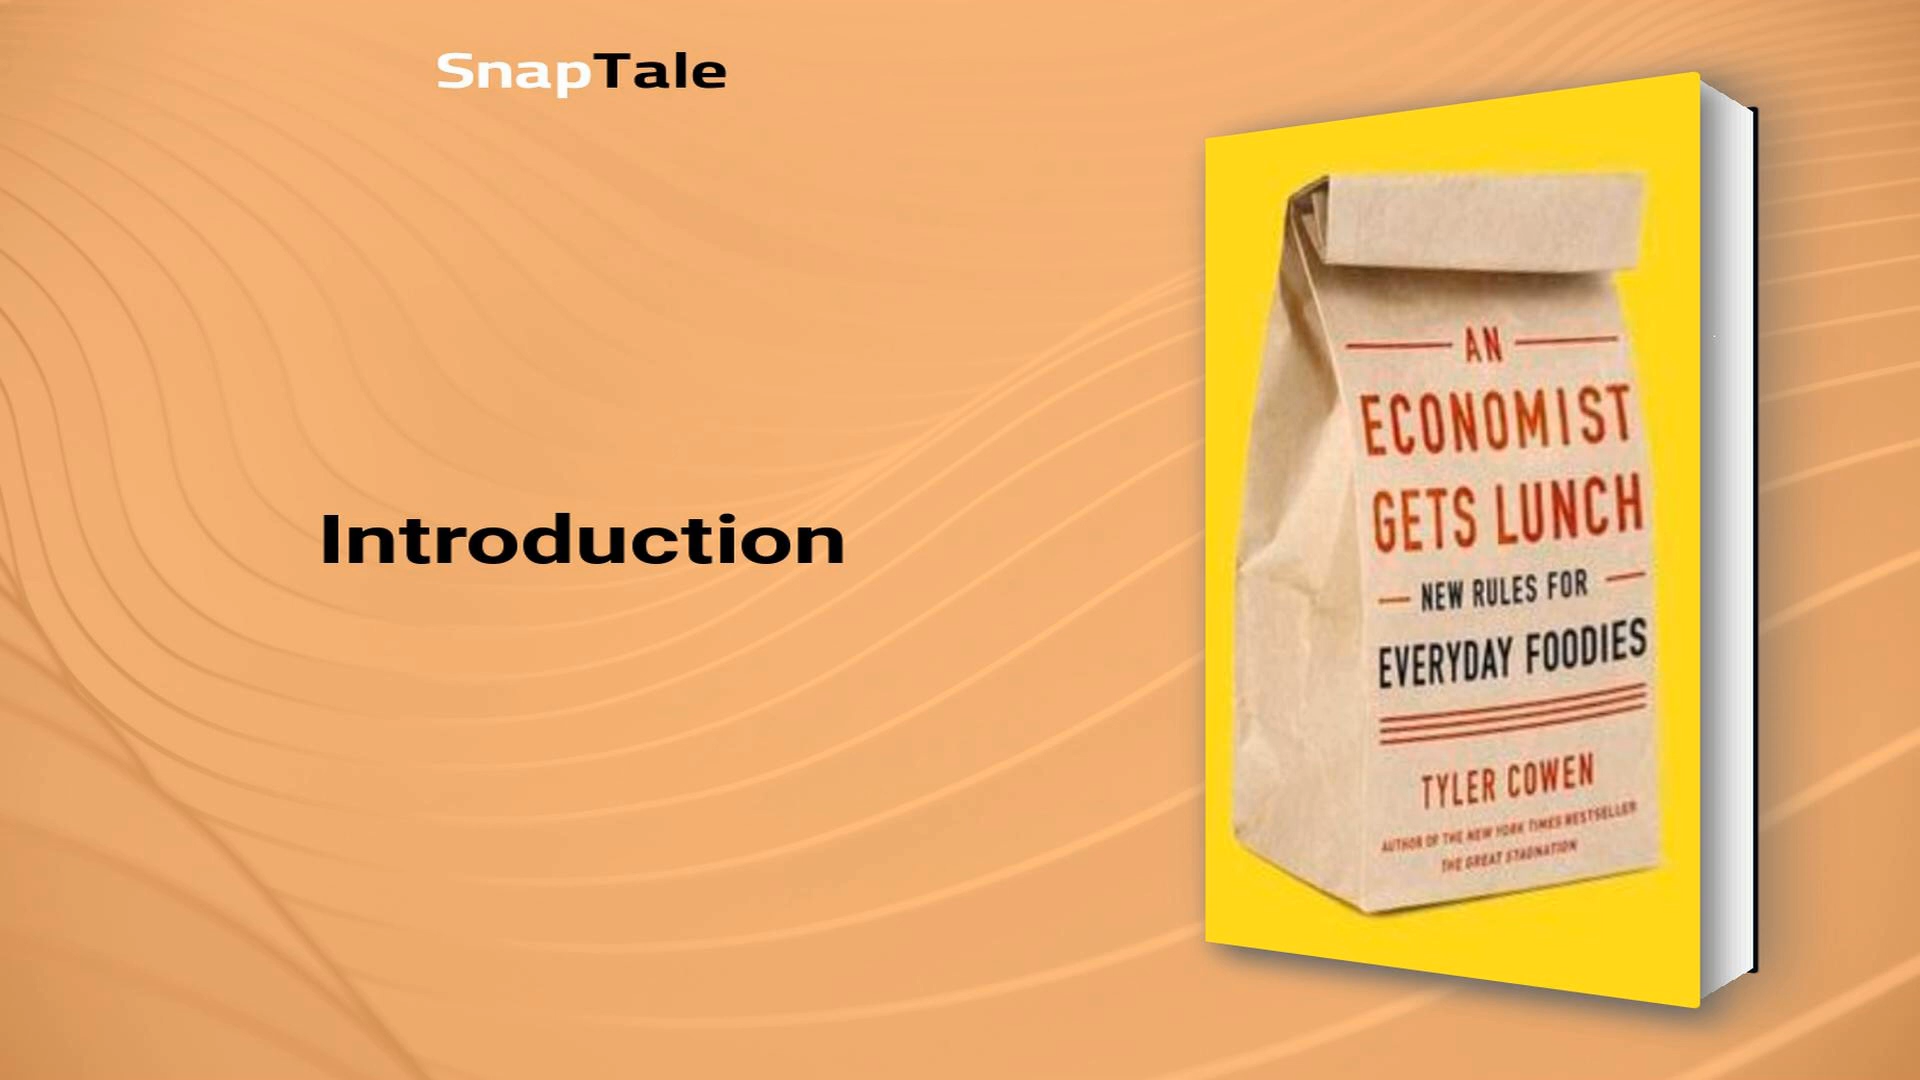 SnapTale
Introduction
AN
ECONOMIST
GETS LUNCH
NEW RULES FOR
EVERYDAY FOODIES
TYLER COWEN
AUTHOR OF THE NEW YORK TIMES BESTSELLER
THE GREAT STAGNATION